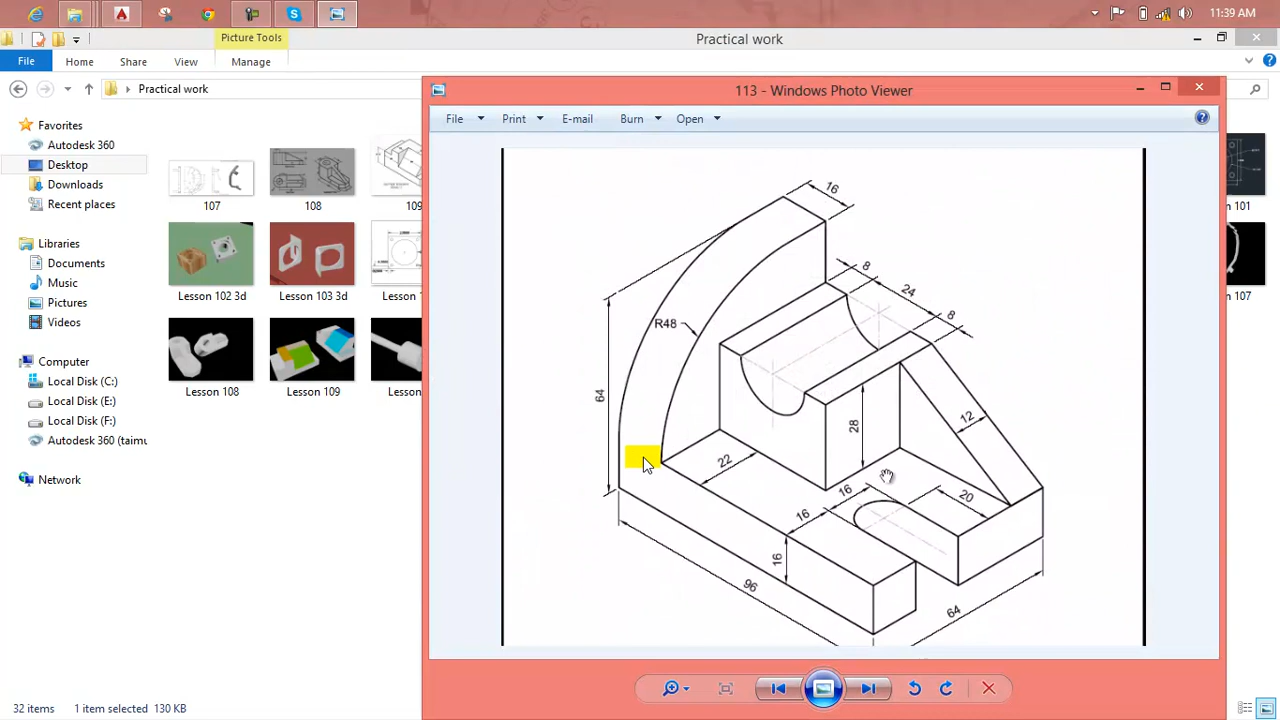 11:39 AM
Picture Tools
Practical work
File
Home
Share
View
Manage
Practical work
Favorites
Autodesk 360
Desktop
Downloads
Recent places
Libraries
Documents
Music
Pictures
Videos
Computer
Local Disk (C:)
Local Disk (E:)
Local Disk (F:)
Autodesk 360 (taimu
Network
107
108
109
Lesson 102 3d
Lesson 103 3d
Lesson 108
Lesson 109
n 101
n 107
113 - Windows Photo Viewer
File
Print
E-mail
Burn
Open
16
8
24
8
R48
64
12
28
22
16
16
20
16
96
64
32 items
1 item selected 130 KB